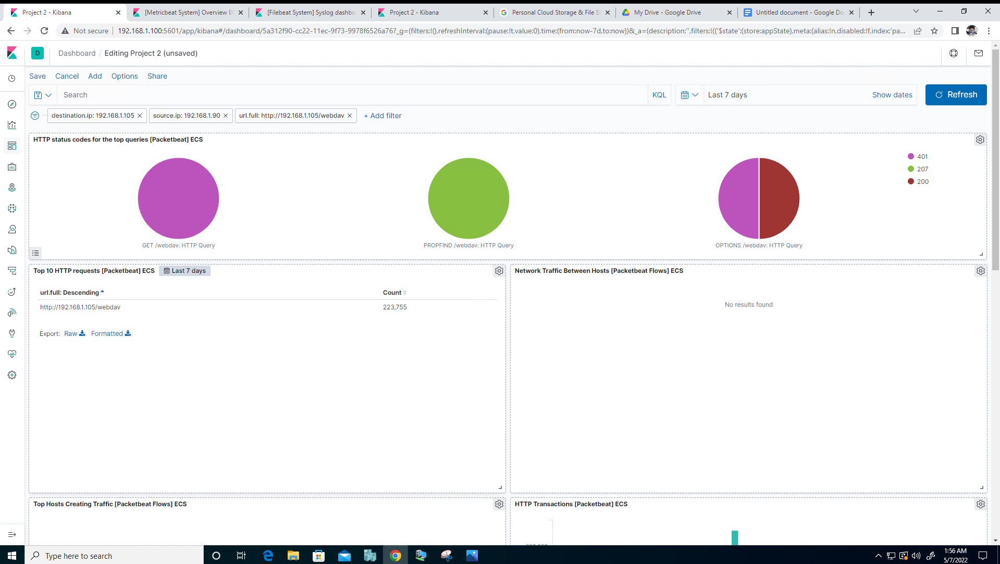 Project 2 - Kibana
[Metricbeat System] Overview E
[Filebeat System] Syslog dashbo
Project 2 - Kibana
Personal Cloud Storage & File S
My Drive - Google Drive
Untitled document - Google Do
Not secure
192.168.1.100:5601/app/kibana#/dashboard/5a312f90-cc22-11ec-9f73-9978f6526a76?_g=(filters:!(),refreshInterval:(pause:!t,value:0),time:(from:now-7d,to:now))&_a=(description:'',filters:!(('$state':(store:appState),meta:(alias:!n,disabled:!f,index:'pa...
D
Dashboard / Editing Project 2 (unsaved)
Save Cancel Add Options Share
Search
KQL
Last 7 days
Show dates
Refresh
destination.ip: 192.168.1.105
source.ip: 192.168.1.90
url.full: http://192.168.1.105/webdav
+ Add filter
HTTP status codes for the top queries [Packetbeat] ECS
401
207
200
GET /webdav: HTTP Query
PROPFIND /webdav: HTTP Query
OPTIONS /webdav: HTTP Query
Top 10 HTTP requests [Packetbeat] ECS
Last 7 days
url.full: Descending Count
http://192.168.1.105/webdav 223,755
Export: Raw Formatted
Network Traffic Between Hosts [Packetbeat Flows] ECS
No results found
Top Hosts Creating Traffic [Packetbeat Flows] ECS
HTTP Transactions [Packetbeat] ECS
Type here to search
1:56 AM
5/7/2022